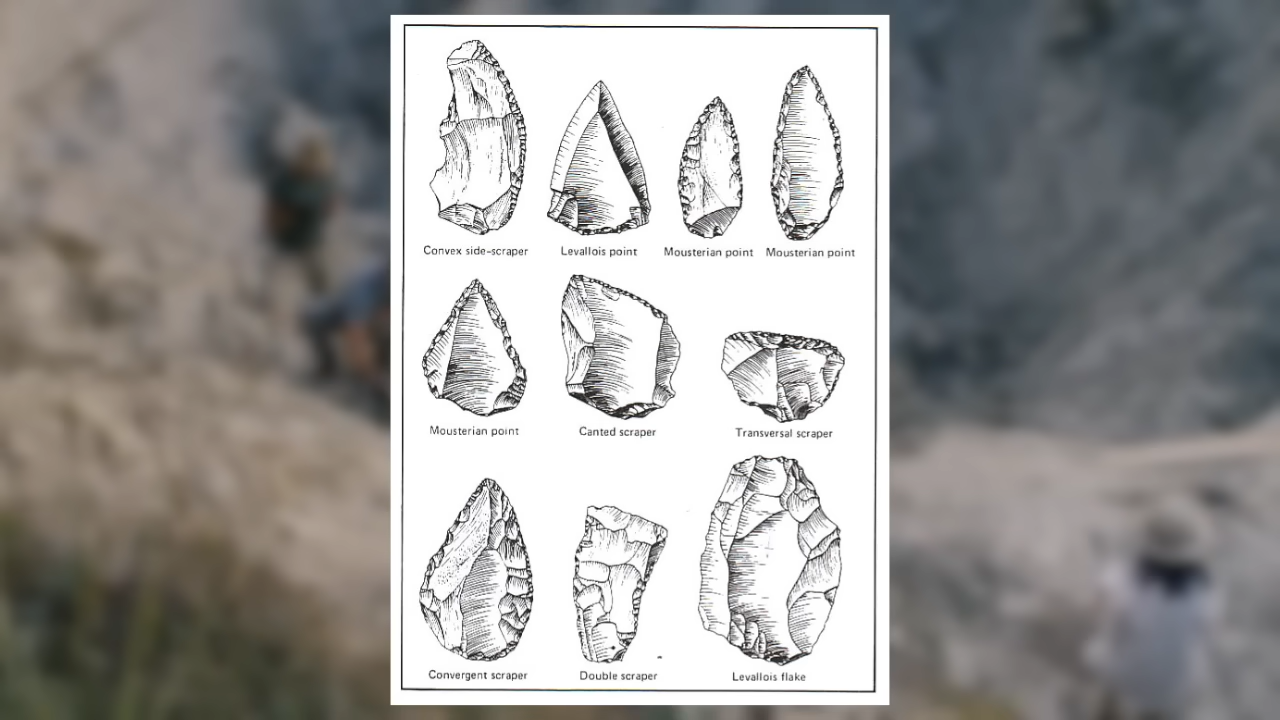 Convex side-scraper
Levallois point
Mousterian point
Mousterian point
Mousterian point
Canted scraper
Transversal scraper
Convergent scraper
Double scraper
Levallois flake